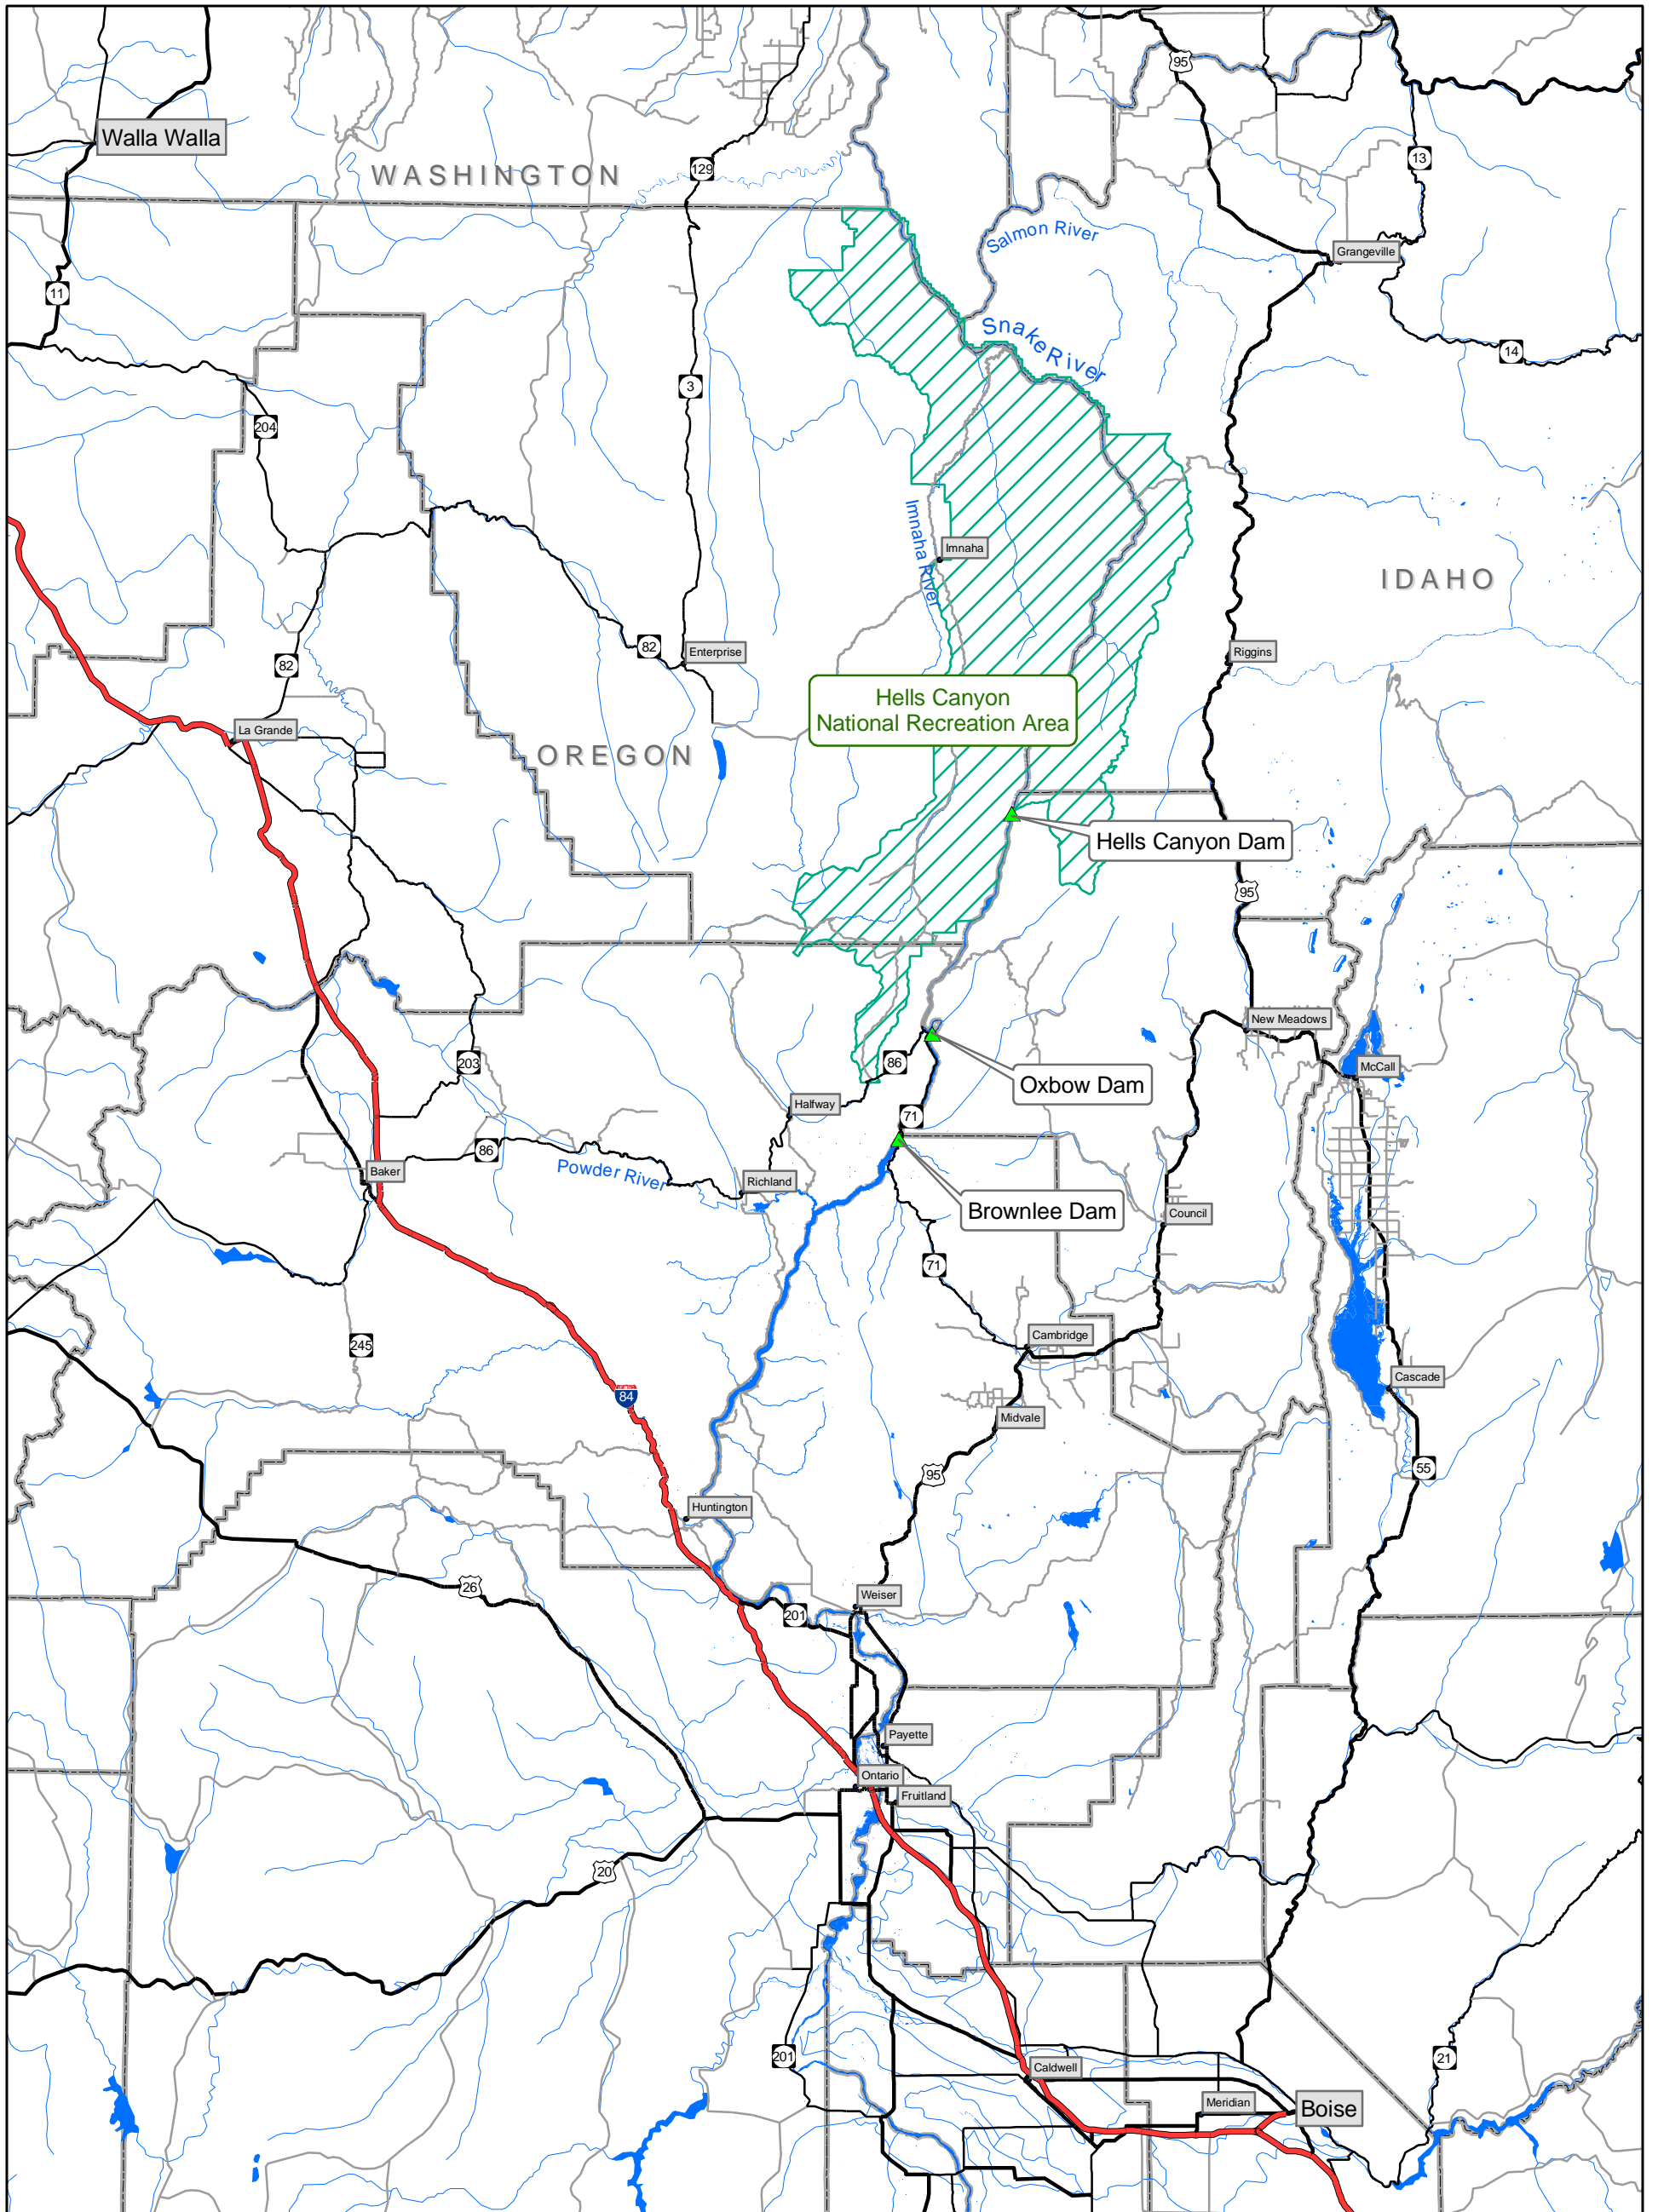 95
Walla Walla
WASHINGTON
129
13
Salmon River
Grangeville
11
Snake River
14
3
204
Imnaha River
Imnaha
IDAHO
82
Enterprise
Riggins
82
La Grande
Hells Canyon
National Recreation Area
OREGON
Hells Canyon Dam
95
New Meadows
203
86
McCall
Oxbow Dam
Halfway
71
86
Baker
Powder River
Richland
Brownlee Dam
Council
71
245
Cambridge
84
Cascade
Midvale
95
55
Huntington
26
Weiser
201
Payette
Ontario
Fruitland
20
201
21
Caldwell
Meridian
Boise